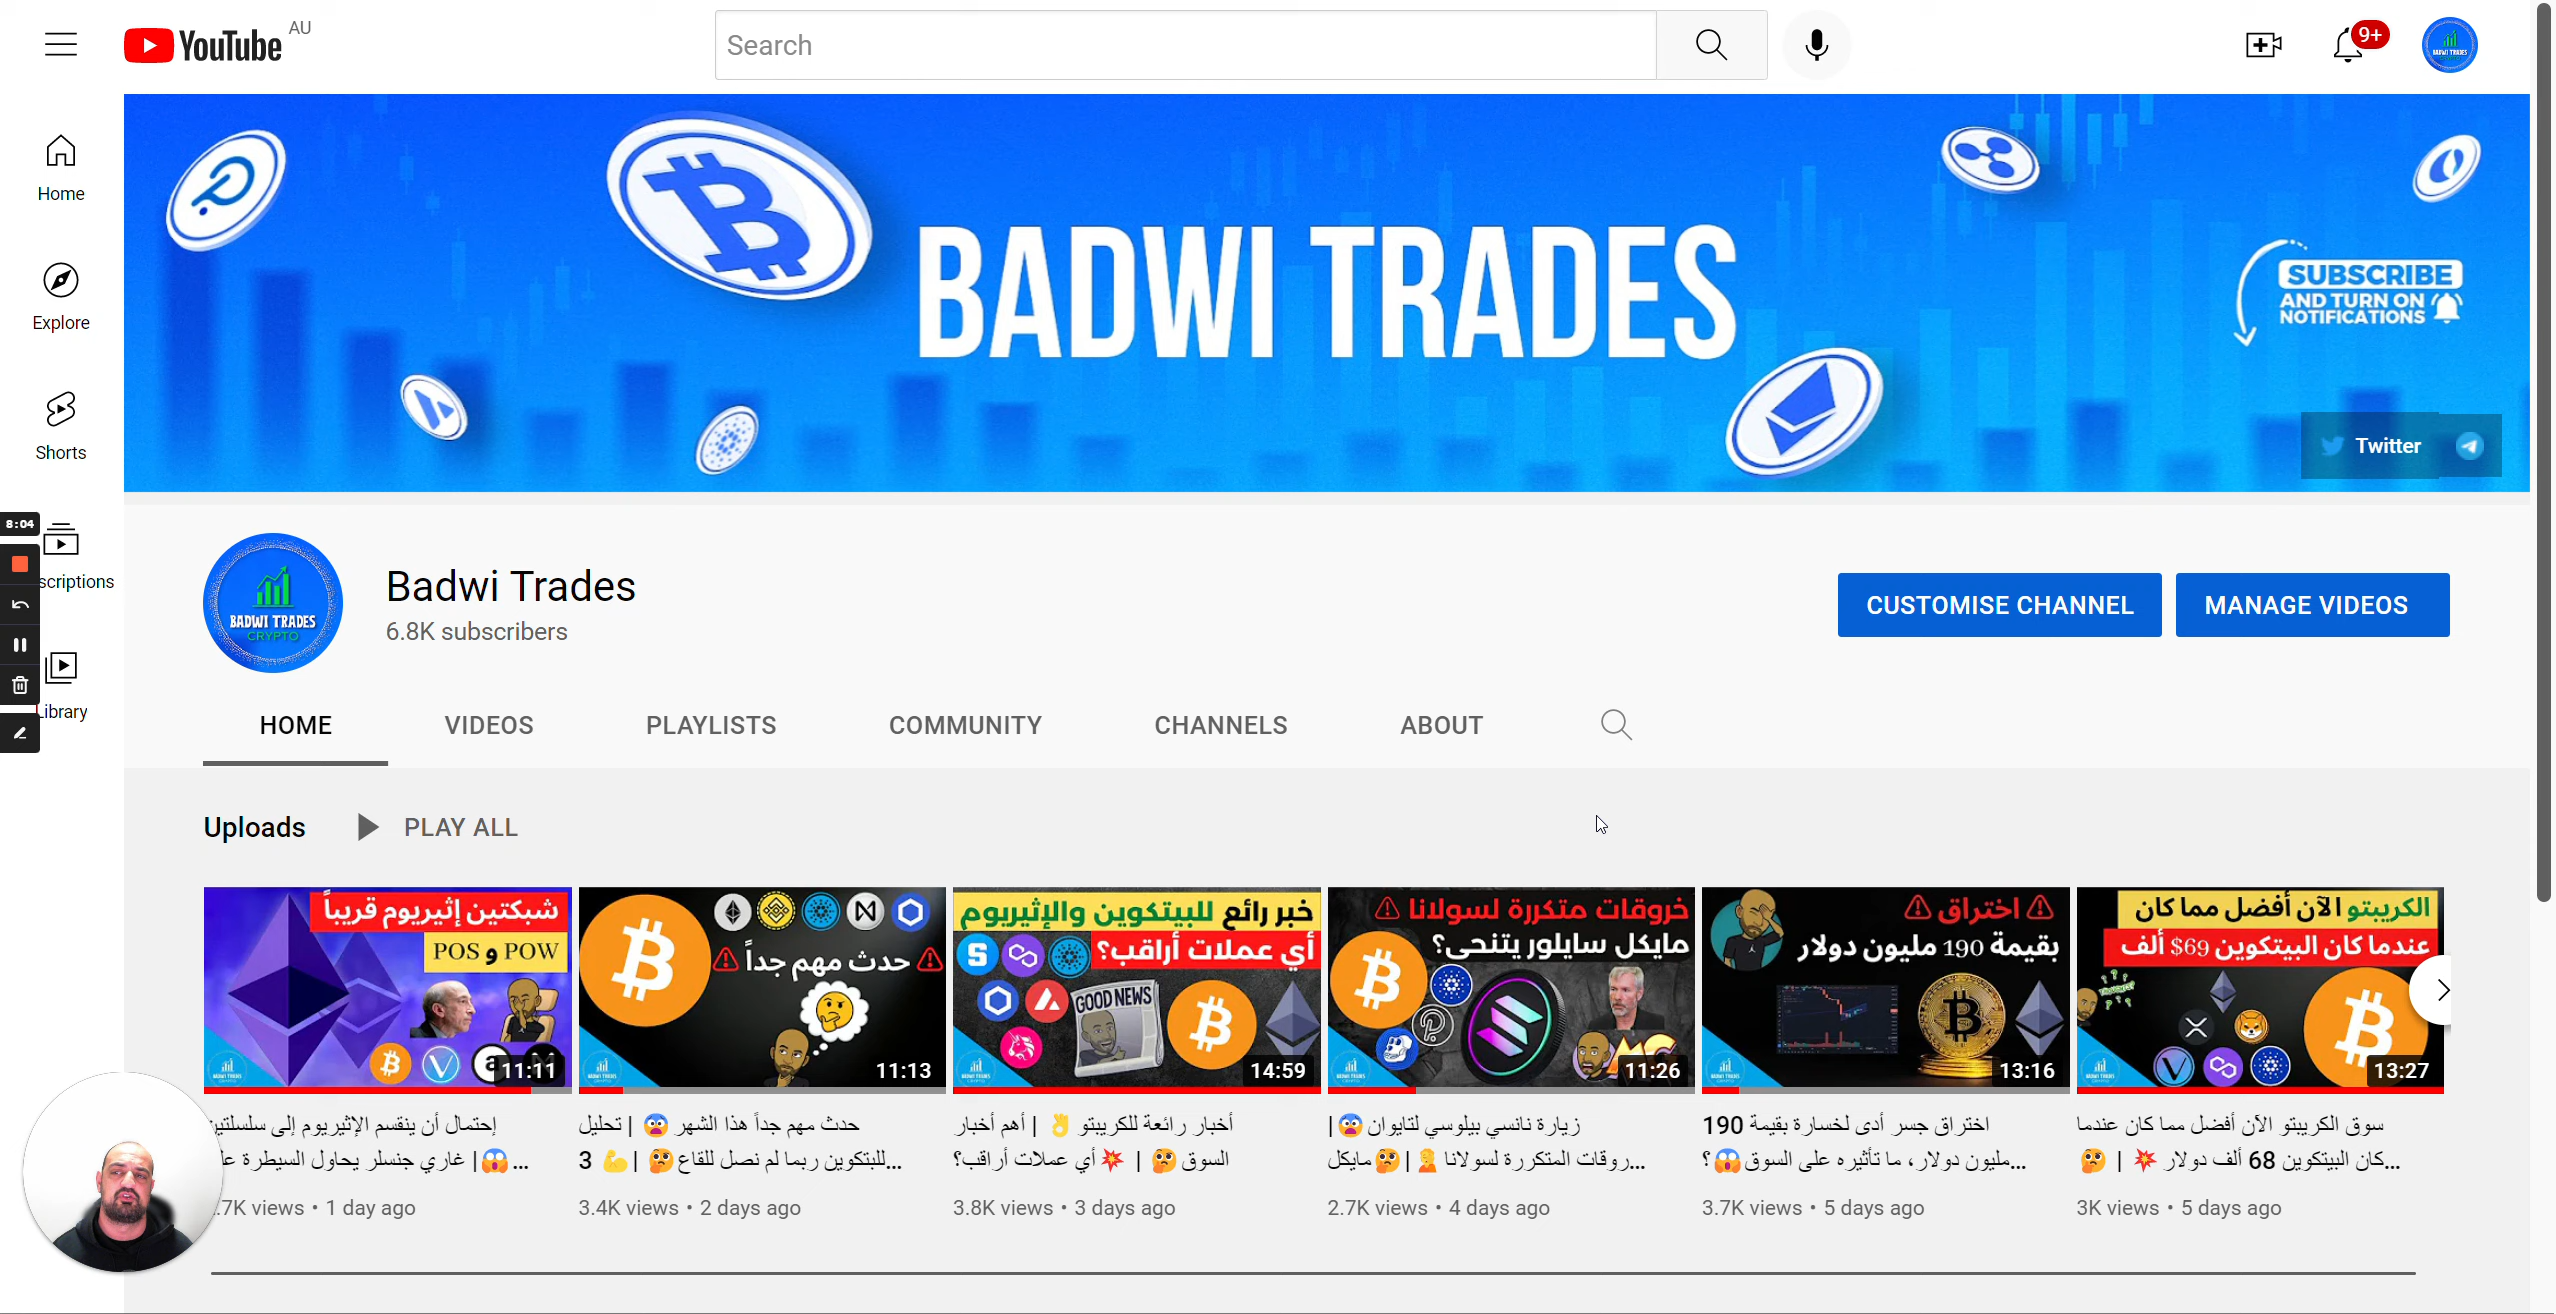 YouTube AU
Search
9+
Home
Explore
Shorts
8:04
scriptions
Library
BADWI TRADES
SUBSCRIBE
AND TURN ON
NOTIFICATIONS
Twitter
BADWI TRADES
CRYPTO
Badwi Trades
6.8K subscribers
CUSTOMISE CHANNEL
MANAGE VIDEOS
HOME
VIDEOS
PLAYLISTS
COMMUNITY
CHANNELS
ABOUT
Uploads
PLAY ALL
شبكتين إثيريوم قريباً
POW و POS
11:11
إحتمال أن ينقسم الإثيريوم إلى سلسلتين
😱 | غاري جنسلر يحاول السيطرة عل...
.7K views • 1 day ago
⚠ حدث مهم جداً ⚠
11:13
حدث مهم جداً هذا الشهر 😨 | تحليل
للبتكوين ربما لم نصل للقاع 🤔 | 💪 3...
3.4K views • 2 days ago
خبر رائع للبيتكوين والإثيريوم
أي عملات أراقب؟
GOOD NEWS
14:59
أخبار رائعة للكريبتو 👌 | أهم أخبار
السوق 🤔 | 💥 أي عملات أراقب؟
3.8K views • 3 days ago
خروقات متكررة لسولانا ⚠
مايكل سايلور يتنحى؟
11:26
زيارة نانسي بيلوسي لتايوان 😨 |
روقات المتكررة لسولانا 🤦 | 🤔 مايكل...
2.7K views • 4 days ago
⚠ اختراق ⚠
بقيمة 190 مليون دولار
13:16
اختراق جسر أدى لخسارة بقيمة 190
مليون دولار، ما تأثيره على السوق 😱 ؟...
3.7K views • 5 days ago
الكريبتو الآن أفضل مما كان
عندما كان البيتكوين 69$ ألف
13:27
سوق الكريبتو الآن أفضل مما كان عندما
كان البيتكوين 68 ألف دولار 💥 | 🤔...
3K views • 5 days ago